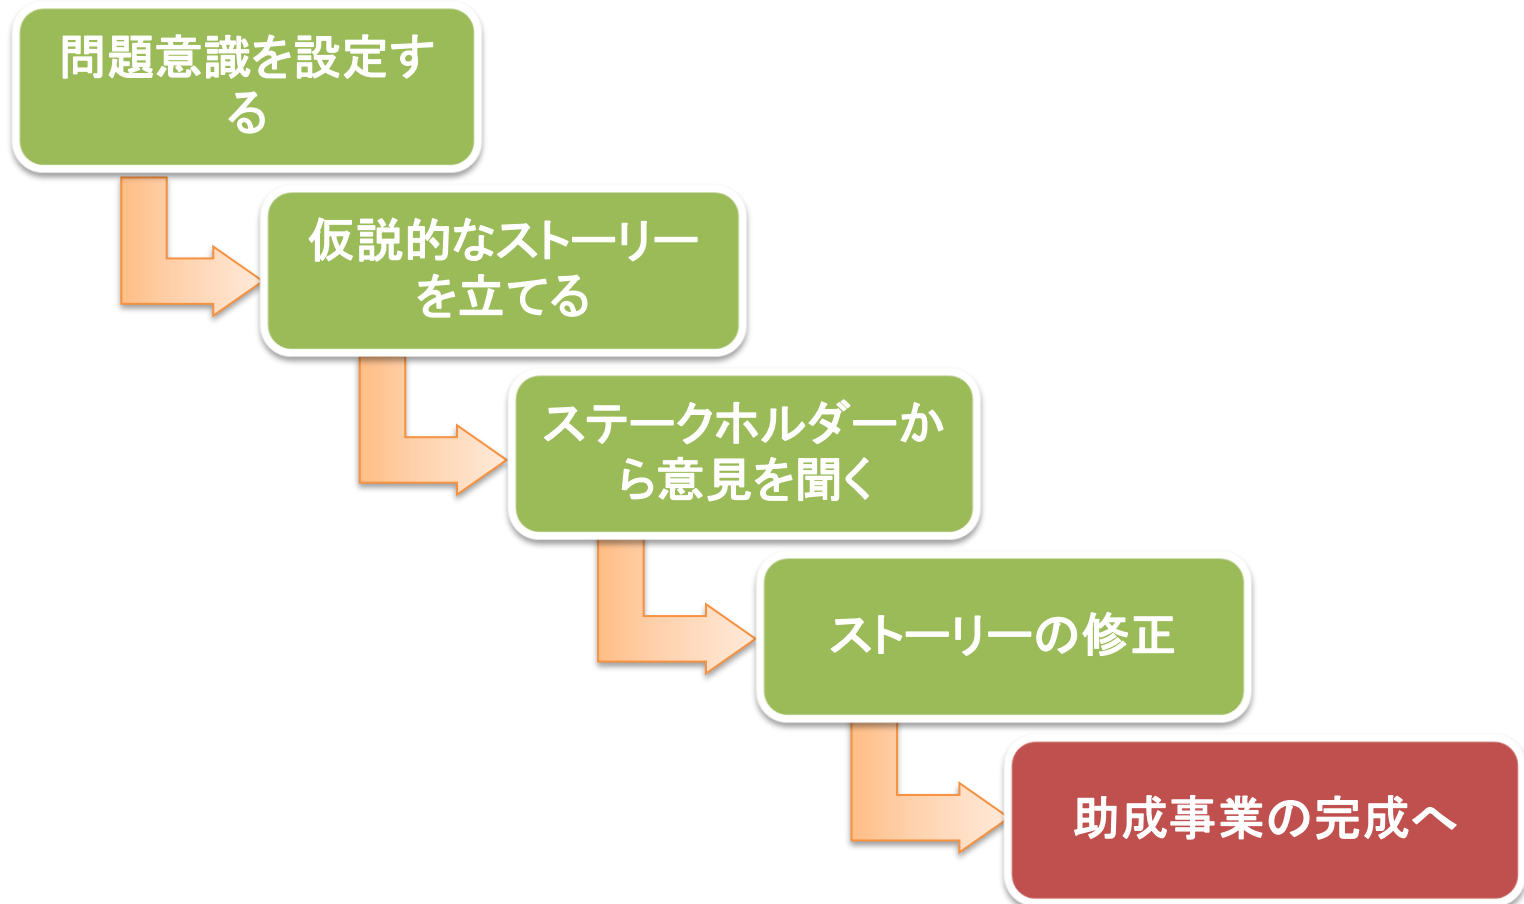 問題意識を設定す
る
仮説的なストーリー
を立てる
ステークホルダーか
ら意見を聞く
ストーリーの修正
助成事業の完成へ